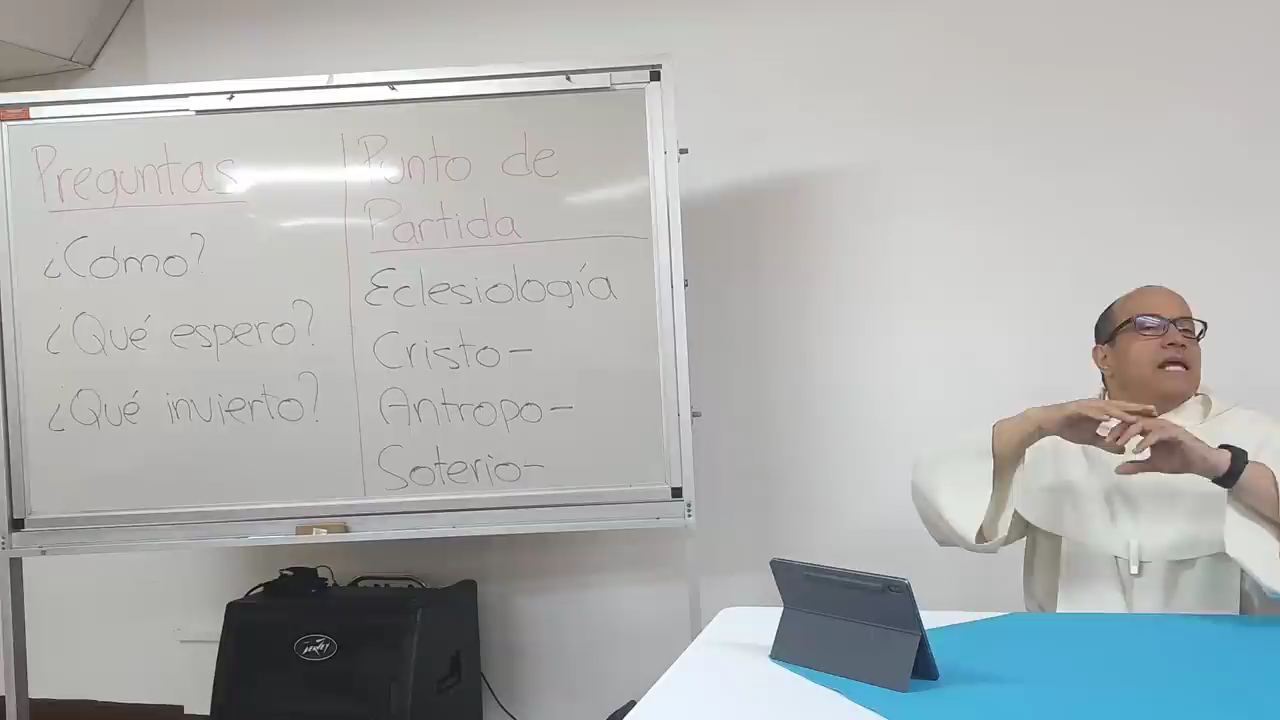 Preguntas
¿Cómo?
¿Qué espero?
¿Qué invierto?
Punto de
Partida
Eclesiología
Cristo-
Antropo-
Soterio-